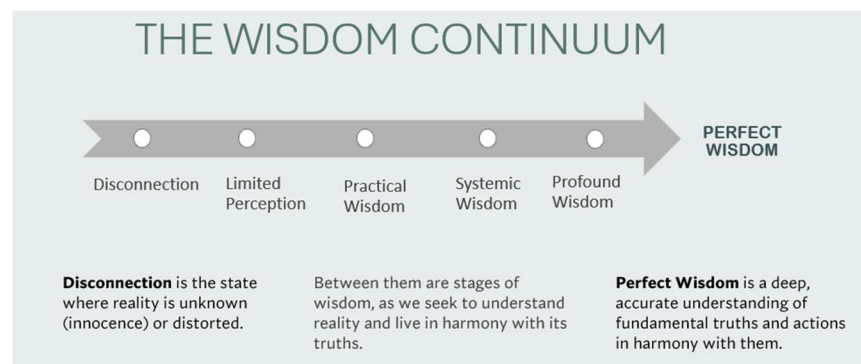 THE WISDOM CONTINUUM
PERFECT
WISDOM
Disconnection
Limited
Perception
Practical
Wisdom
Systemic
Wisdom
Profound
Wisdom
Disconnection is the state
where reality is unknown
(innocence) or distorted.
Between them are stages of
wisdom, as we seek to understand
reality and live in harmony with its
truths.
Perfect Wisdom is a deep,
accurate understanding of
fundamental truths and actions
in harmony with them.